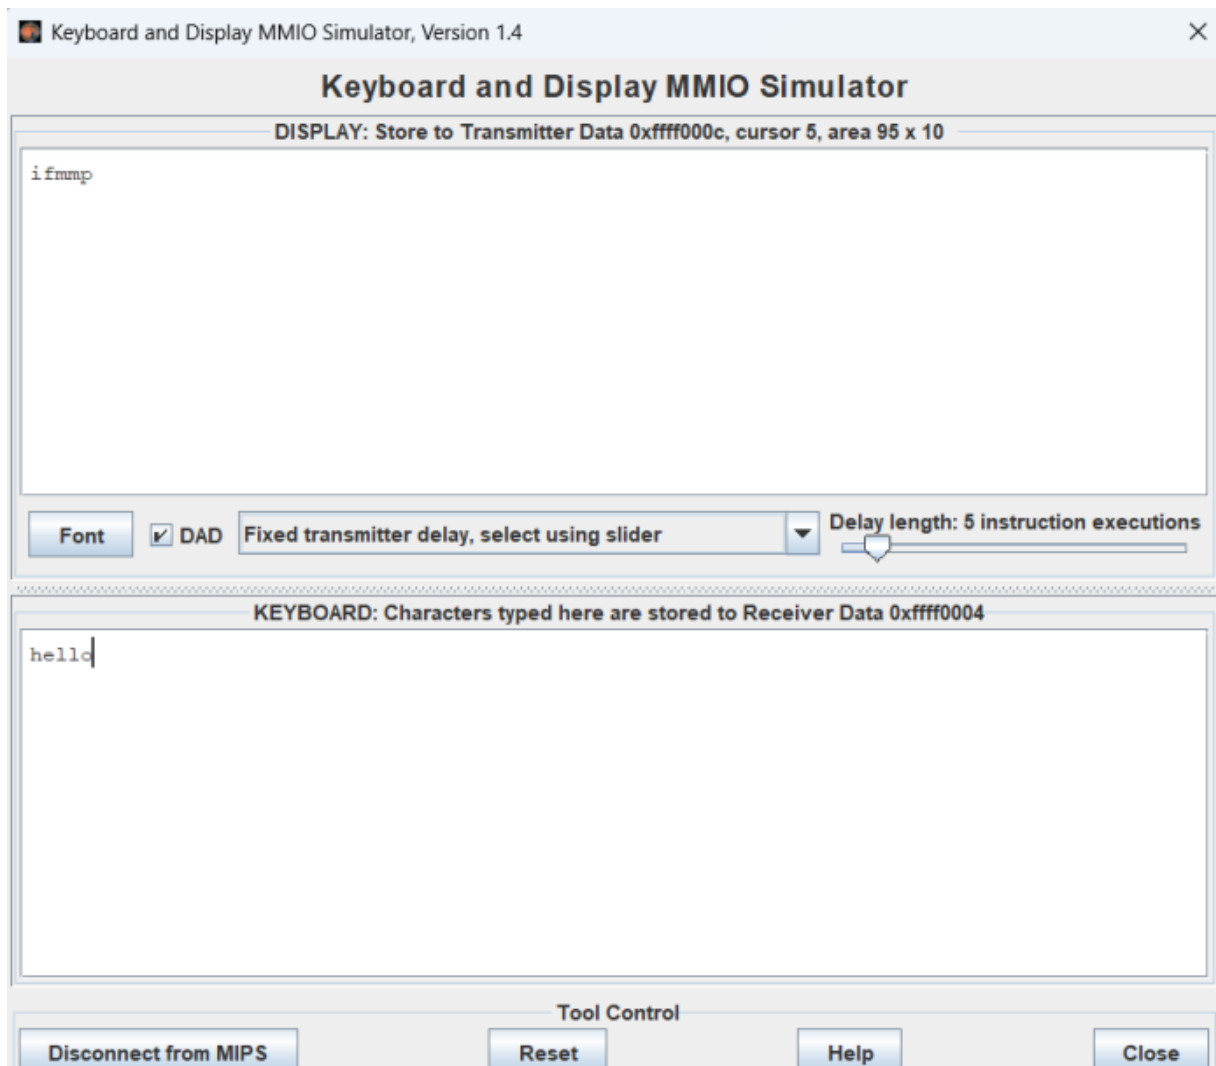 Keyboard and Display MMIO Simulator, Version 1.4
Keyboard and Display MMIO Simulator
DISPLAY: Store to Transmitter Data 0xffff000c, cursor 5, area 95 x 10
ifmmp
Font
DAD
Fixed transmitter delay, select using slider
Delay length: 5 instruction executions
KEYBOARD: Characters typed here are stored to Receiver Data 0xffff0004
hello
Tool Control
Disconnect from MIPS
Reset
Help
Close